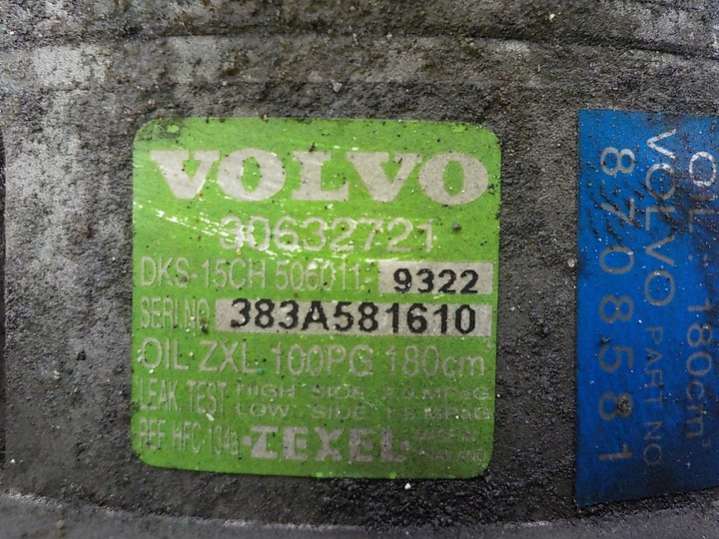 VOLVO
30632721
DKS-15CH 506011 9322
SERI NO. 383A581610
OIL ZXL 100PG 180cm
LEAK TEST HIGH SIDE
LOW SIDE
REF HFC-134a ZEXEL
OIL 180cm³
VOLVO PART NO.
8708581